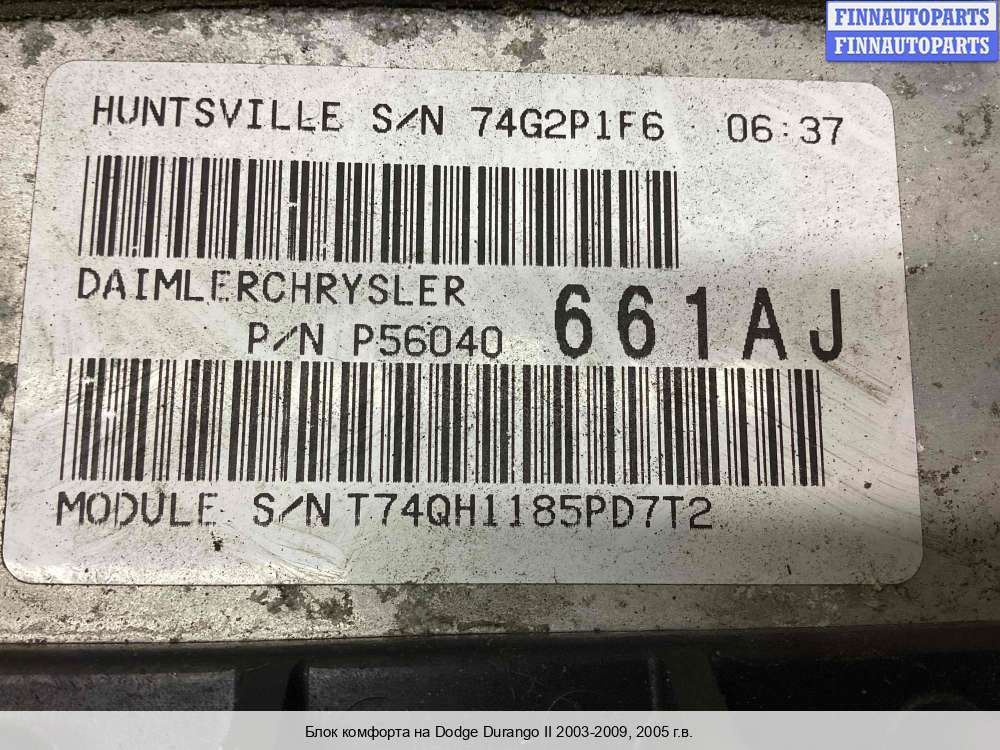 FINNAUTOPARTS
FINNAUTOPARTS
HUNTSVILLE S/N 74G2P1F6 06:37
DAIMLERCHRYSLER
P/N P56040 661AJ
MODULE S/N T74QH1185PD7T2
Блок комфорта на Dodge Durango II 2003-2009, 2005 г.в.